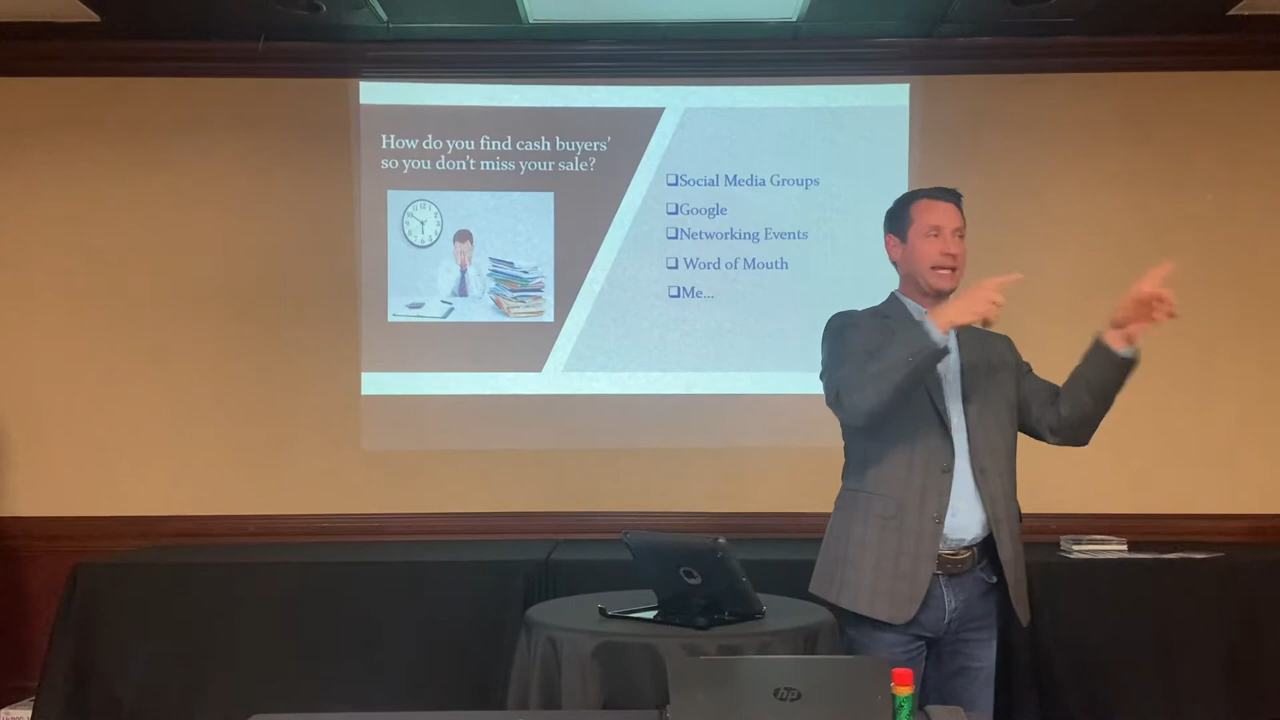 How do you find cash buyers’
so you don’t miss your sale?
❑Social Media Groups
❑Google
❑Networking Events
❑ Word of Mouth
❑Me...
hp